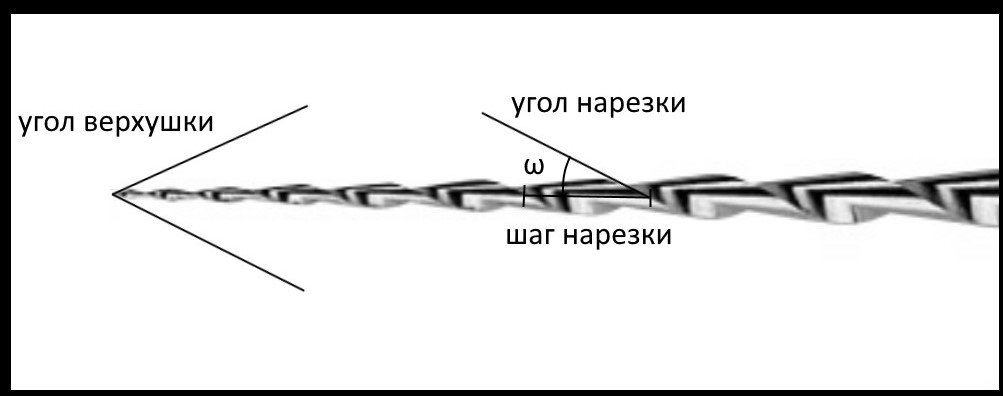 угол нарезки
угол верхушки
ω
шаг нарезки